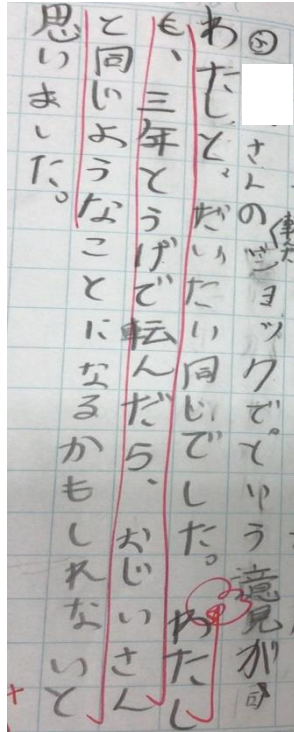 さんのショックで。という意見が
わたしと、だいたい同じでした。わたし
も、三年とうげで転んだら、おじいさん
と同じようなことになるかもしれないと
思いました。